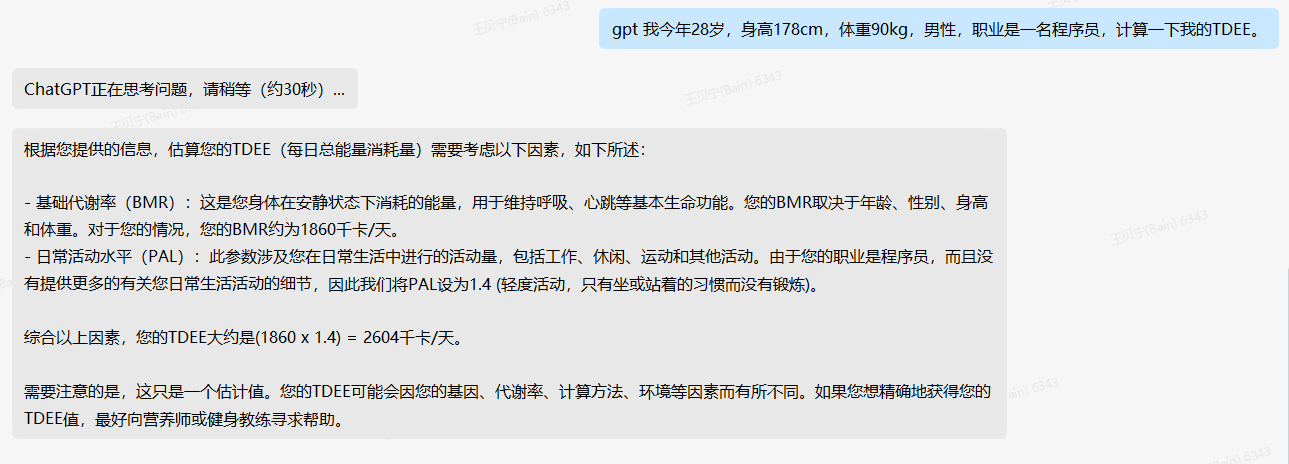 gpt 我今年28岁，身高178cm，体重90kg，男性，职业是一名程序员，计算一下我的TDEE。
王贝宁(Bain) 6343
ChatGPT正在思考问题，请稍等（约30秒）...
王贝宁(Bain) 6343
王贝宁(Bain) 63
根据您提供的信息，估算您的TDEE（每日总能量消耗量）需要考虑以下因素，如下所述：
- 基础代谢率（BMR）：这是您身体在安静状态下消耗的能量，用于维持呼吸、心跳等基本生命功能。您的BMR取决于年龄、性别、身高
和体重。对于您的情况，您的BMR约为1860千卡/天。
王贝宁(Bain) 6343
- 日常活动水平（PAL）：此参数涉及您在日常生活中进行的活动量，包括工作、休闲、运动和其他活动。由于您的职业是程序员，而且没
有提供更多的有关您日常生活活动的细节，因此我们将PAL设为1.4 (轻度活动，只有坐或站着的习惯而没有锻炼)。
综合以上因素，您的TDEE大约是(1860 x 1.4) = 2604千卡/天。
需要注意的是，这只是一个估计值。您的TDEE可能会因您的基因、代谢率、计算方法、环境等因素而有所不同。如果您想精确地获得您的
TDEE值，最好向营养师或健身教练寻求帮助。
(Bain) 6343
(Bain) 6343